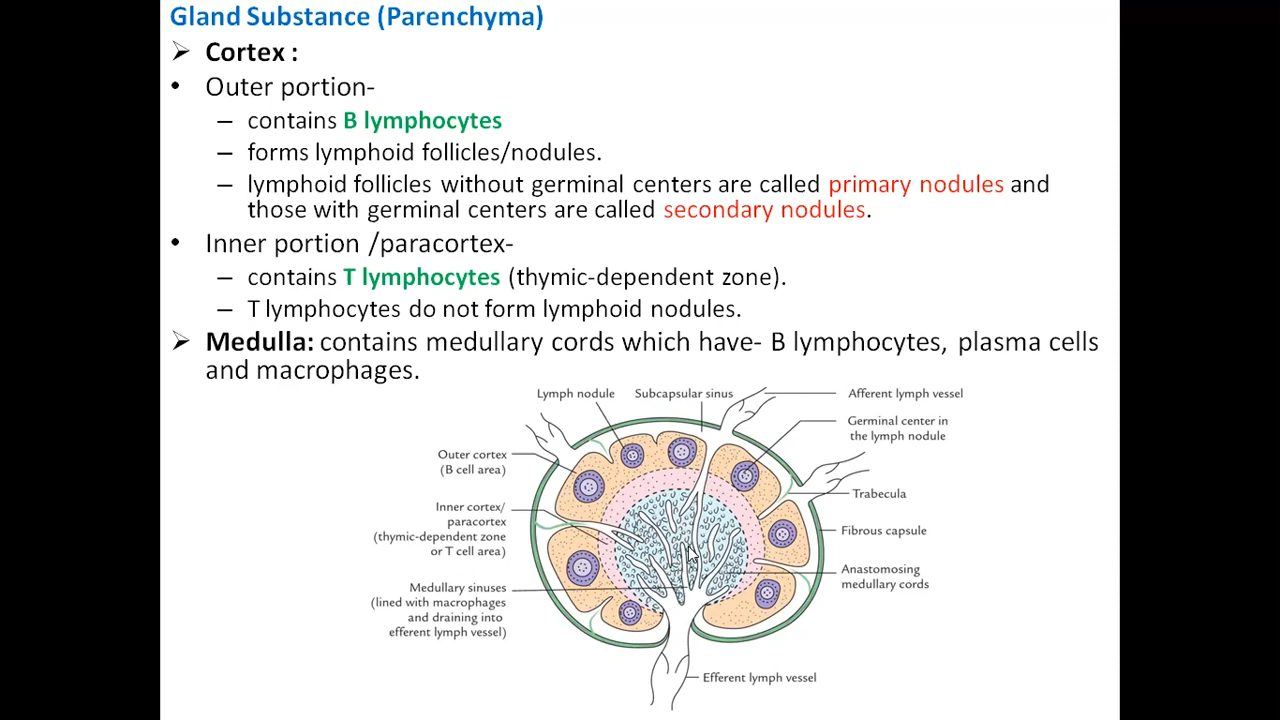 Gland Substance (Parenchyma)
➢ Cortex :
• Outer portion-
– contains B lymphocytes
– forms lymphoid follicles/nodules.
– lymphoid follicles without germinal centers are called primary nodules and
those with germinal centers are called secondary nodules.
• Inner portion /paracortex-
– contains T lymphocytes (thymic-dependent zone).
– T lymphocytes do not form lymphoid nodules.
➢ Medulla: contains medullary cords which have- B lymphocytes, plasma cells
and macrophages.
Lymph nodule
Subcapsular sinus
Afferent lymph vessel
Germinal center in
the lymph nodule
Outer cortex
(B cell area)
Trabecula
Inner cortex/
paracortex
(thymic-dependent zone
or T cell area)
Fibrous capsule
Anastomosing
medullary cords
Medullary sinuses
(lined with macrophages
and draining into
efferent lymph vessel)
Efferent lymph vessel